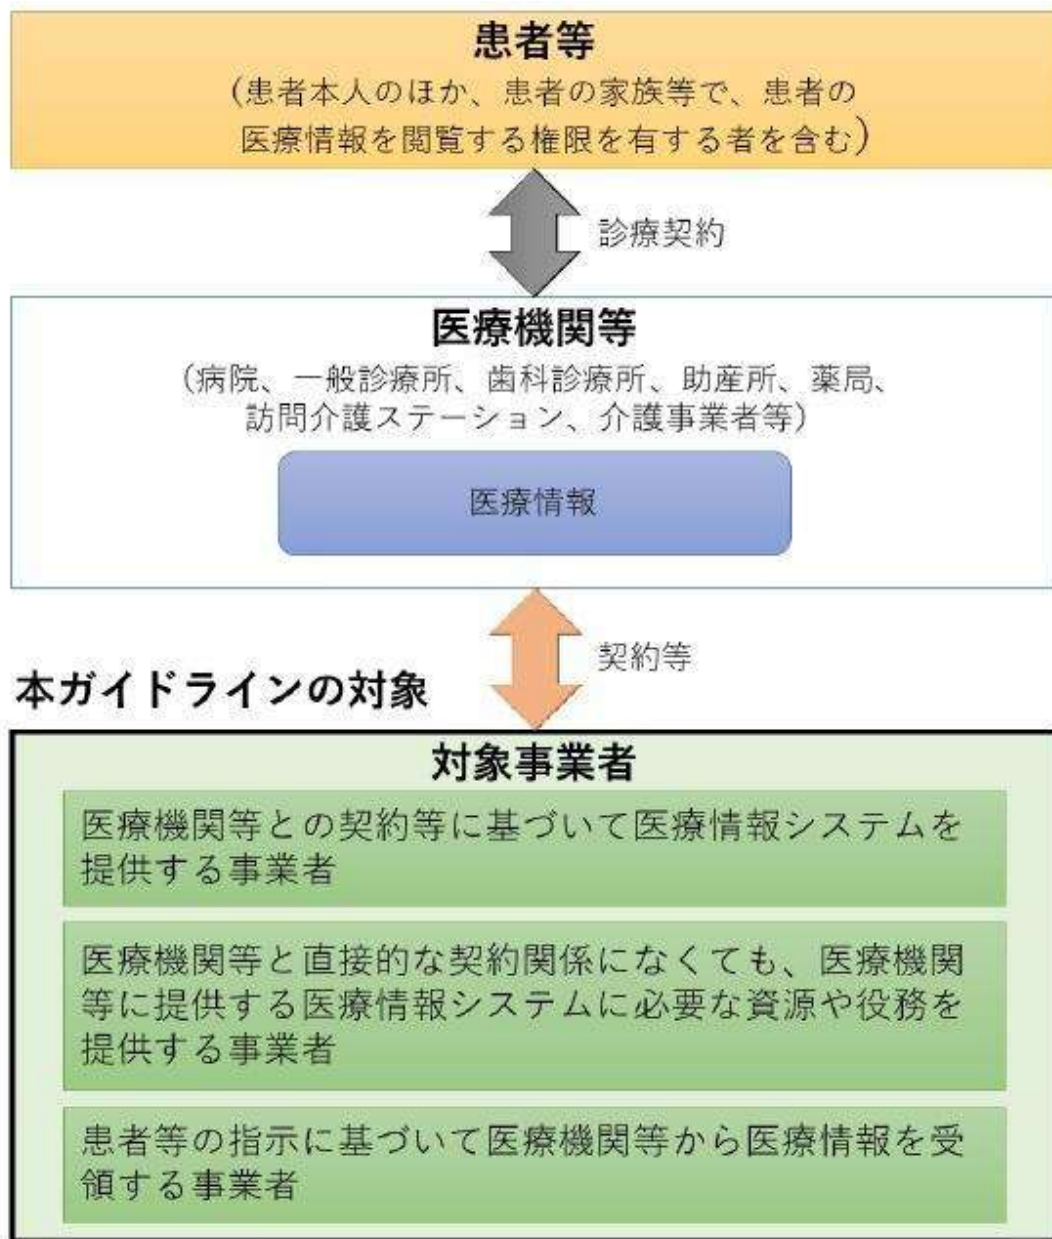 患者等
（患者本人のほか、患者の家族等で、患者の
医療情報を閲覧する権限を有する者を含む）
診療契約
医療機関等
（病院、一般診療所、歯科診療所、助産所、薬局、
訪問介護ステーション、介護事業者等）
医療情報
契約等
本ガイドラインの対象
対象事業者
医療機関等との契約等に基づいて医療情報システムを
提供する事業者
医療機関等と直接的な契約関係になくても、医療機関
等に提供する医療情報システムに必要な資源や役務を
提供する事業者
患者等の指示に基づいて医療機関等から医療情報を受
領する事業者